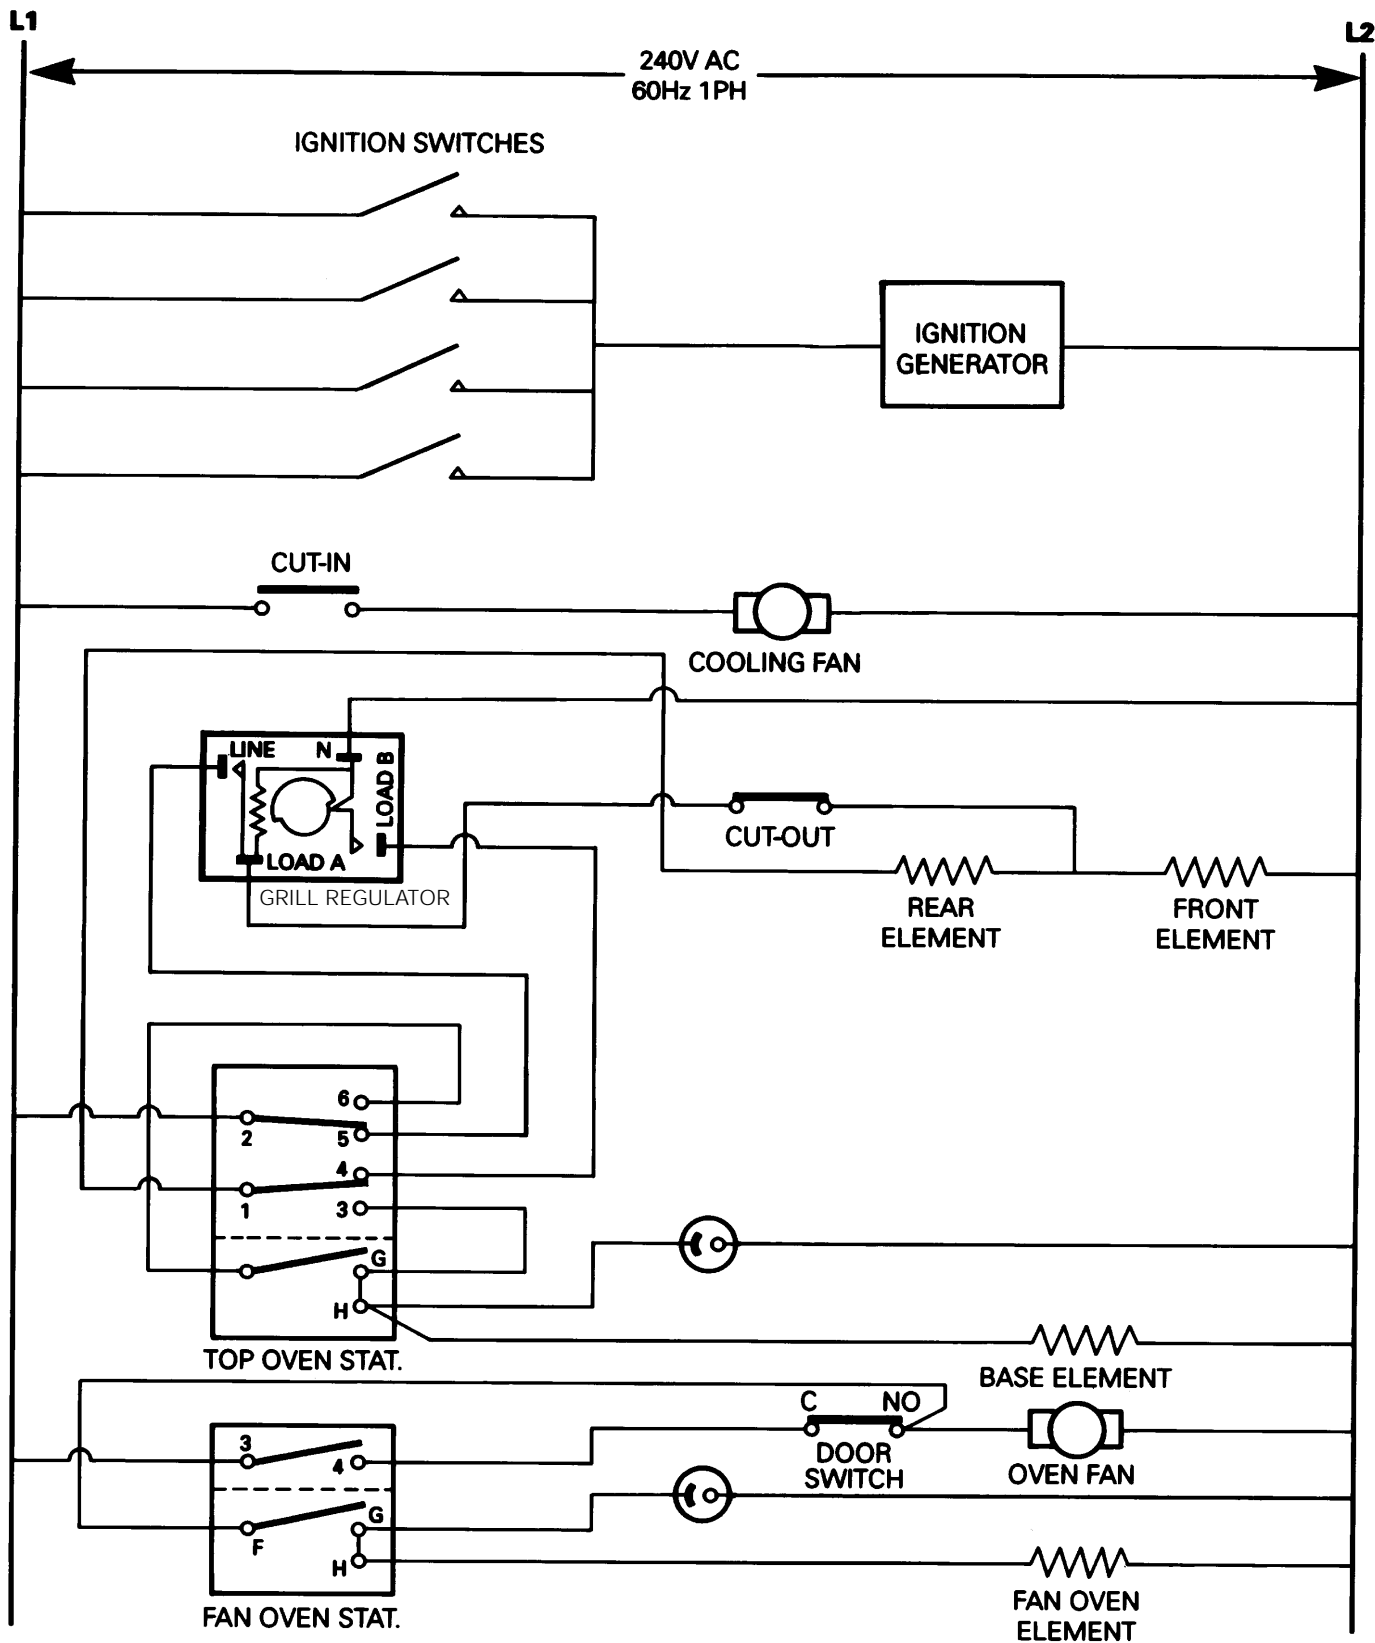 L1
L2
240V AC
60Hz 1PH
IGNITION SWITCHES
IGNITION
GENERATOR
CUT-IN
COOLING FAN
LINE
N
LOAD B
LOAD A
GRILL REGULATOR
CUT-OUT
REAR
ELEMENT
FRONT
ELEMENT
6
2
5
4
1
3
G
H
TOP OVEN STAT.
BASE ELEMENT
C
NO
DOOR
SWITCH
OVEN FAN
3
4
G
F
H
FAN OVEN STAT.
FAN OVEN
ELEMENT